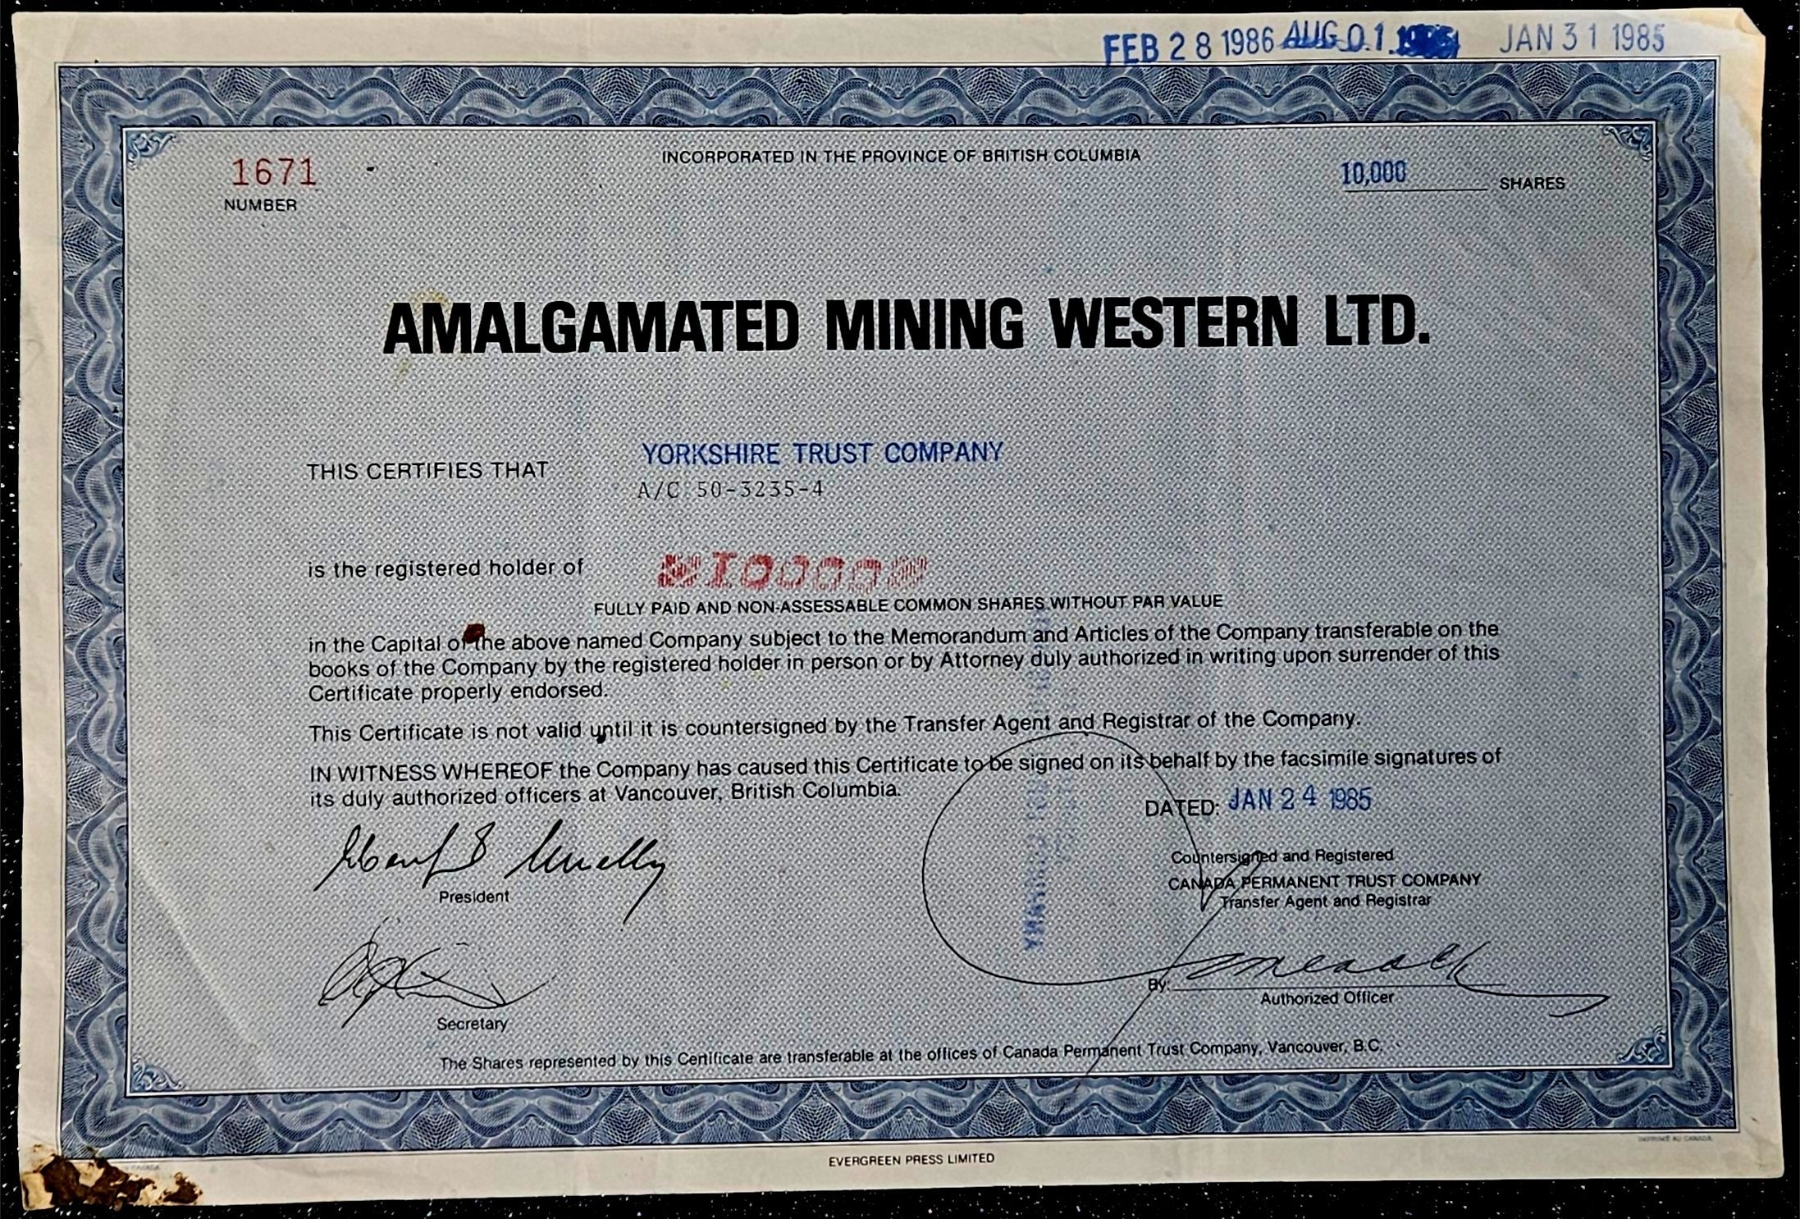 FEB 28 1986 AUG 01 JAN 31 1985
INCORPORATED IN THE PROVINCE OF BRITISH COLUMBIA
1671
NUMBER
10,000 SHARES
AMALGAMATED MINING WESTERN LTD.
THIS CERTIFIES THAT YORKSHIRE TRUST COMPANY
A/C 50-3235-4
is the registered holder of 10000
FULLY PAID AND NON-ASSESSABLE COMMON SHARES WITHOUT PAR VALUE
in the Capital of the above named Company subject to the Memorandum and Articles of the Company transferable on the
books of the Company by the registered holder in person or by Attorney duly authorized in writing upon surrender of this
Certificate properly endorsed.
This Certificate is not valid until it is countersigned by the Transfer Agent and Registrar of the Company.
IN WITNESS WHEREOF the Company has caused this Certificate to be signed on its behalf by the facsimile signatures of
its duly authorized officers at Vancouver, British Columbia.
DATED: JAN 24 1985
Countersigned and Registered
CANADA PERMANENT TRUST COMPANY
Transfer Agent and Registrar
President
By:
Authorized Officer
Secretary
The Shares represented by this Certificate are transferable at the offices of Canada Permanent Trust Company, Vancouver, B.C.
EVERGREEN PRESS LIMITED